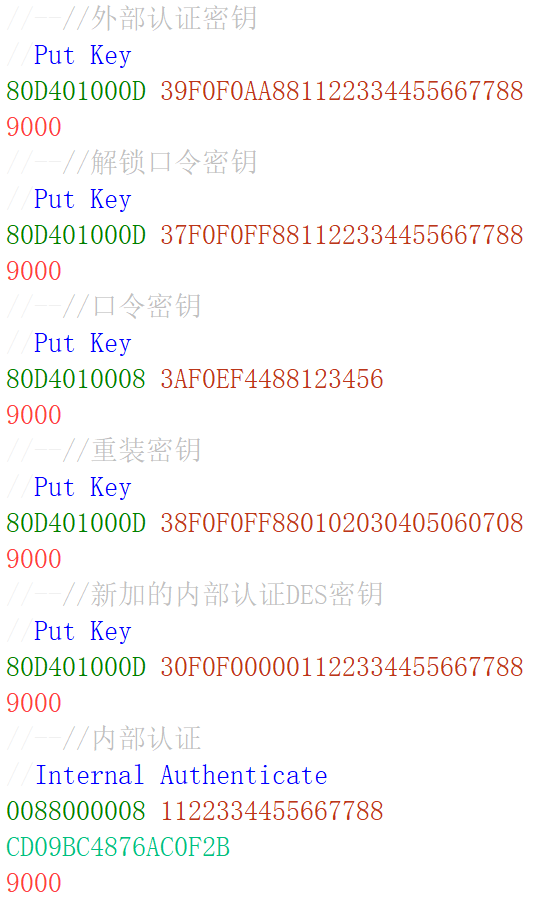 //—//外部认证密钥
//Put Key
80D401000D 39F0F0AA881122334455667788
9000
//—//解锁口令密钥
//Put Key
80D401000D 37F0F0FF881122334455667788
9000
//—//口令密钥
//Put Key
80D4010008 3AF0EF4488123456
9000
//—//重装密钥
//Put Key
80D401000D 38F0F0FF880102030405060708
9000
//—//新加的内部认证DES密钥
//Put Key
80D401000D 30F0F000001122334455667788
9000
//—//内部认证
//Internal Authenticate
0088000008 1122334455667788
CD09BC4876AC0F2B
9000